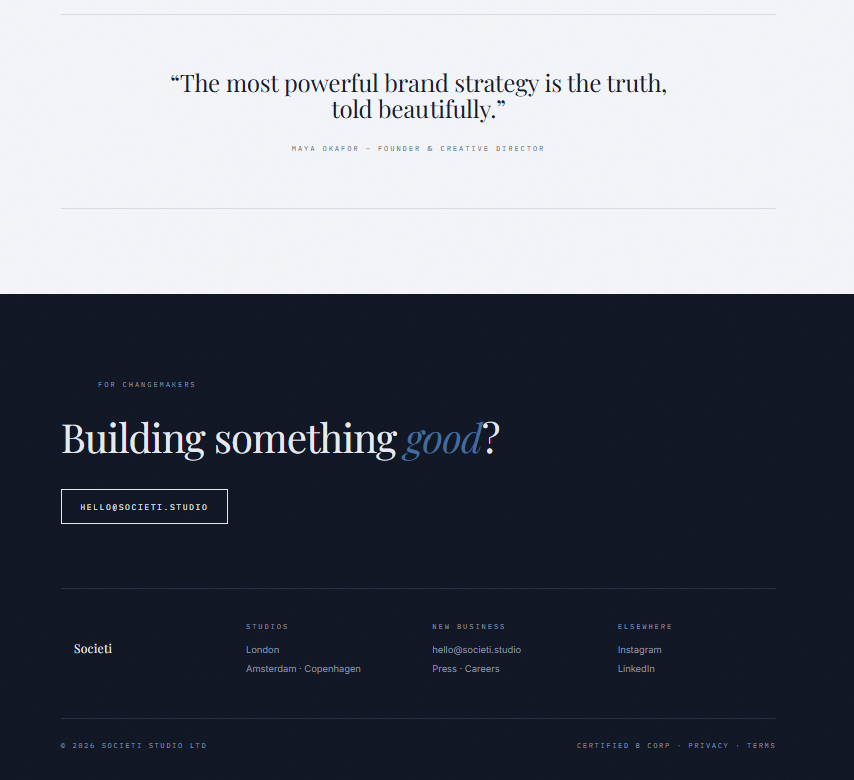 “The most powerful brand strategy is the truth,
told beautifully.”
MAYA OKAFOR — FOUNDER & CREATIVE DIRECTOR
FOR CHANGEMAKERS
Building something good?
HELLO@SOCIETI.STUDIO
Societi
STUDIOS
London
Amsterdam · Copenhagen
NEW BUSINESS
hello@societi.studio
Press · Careers
ELSEWHERE
Instagram
LinkedIn
© 2026 SOCIETI STUDIO LTD
CERTIFIED B CORP · PRIVACY · TERMS